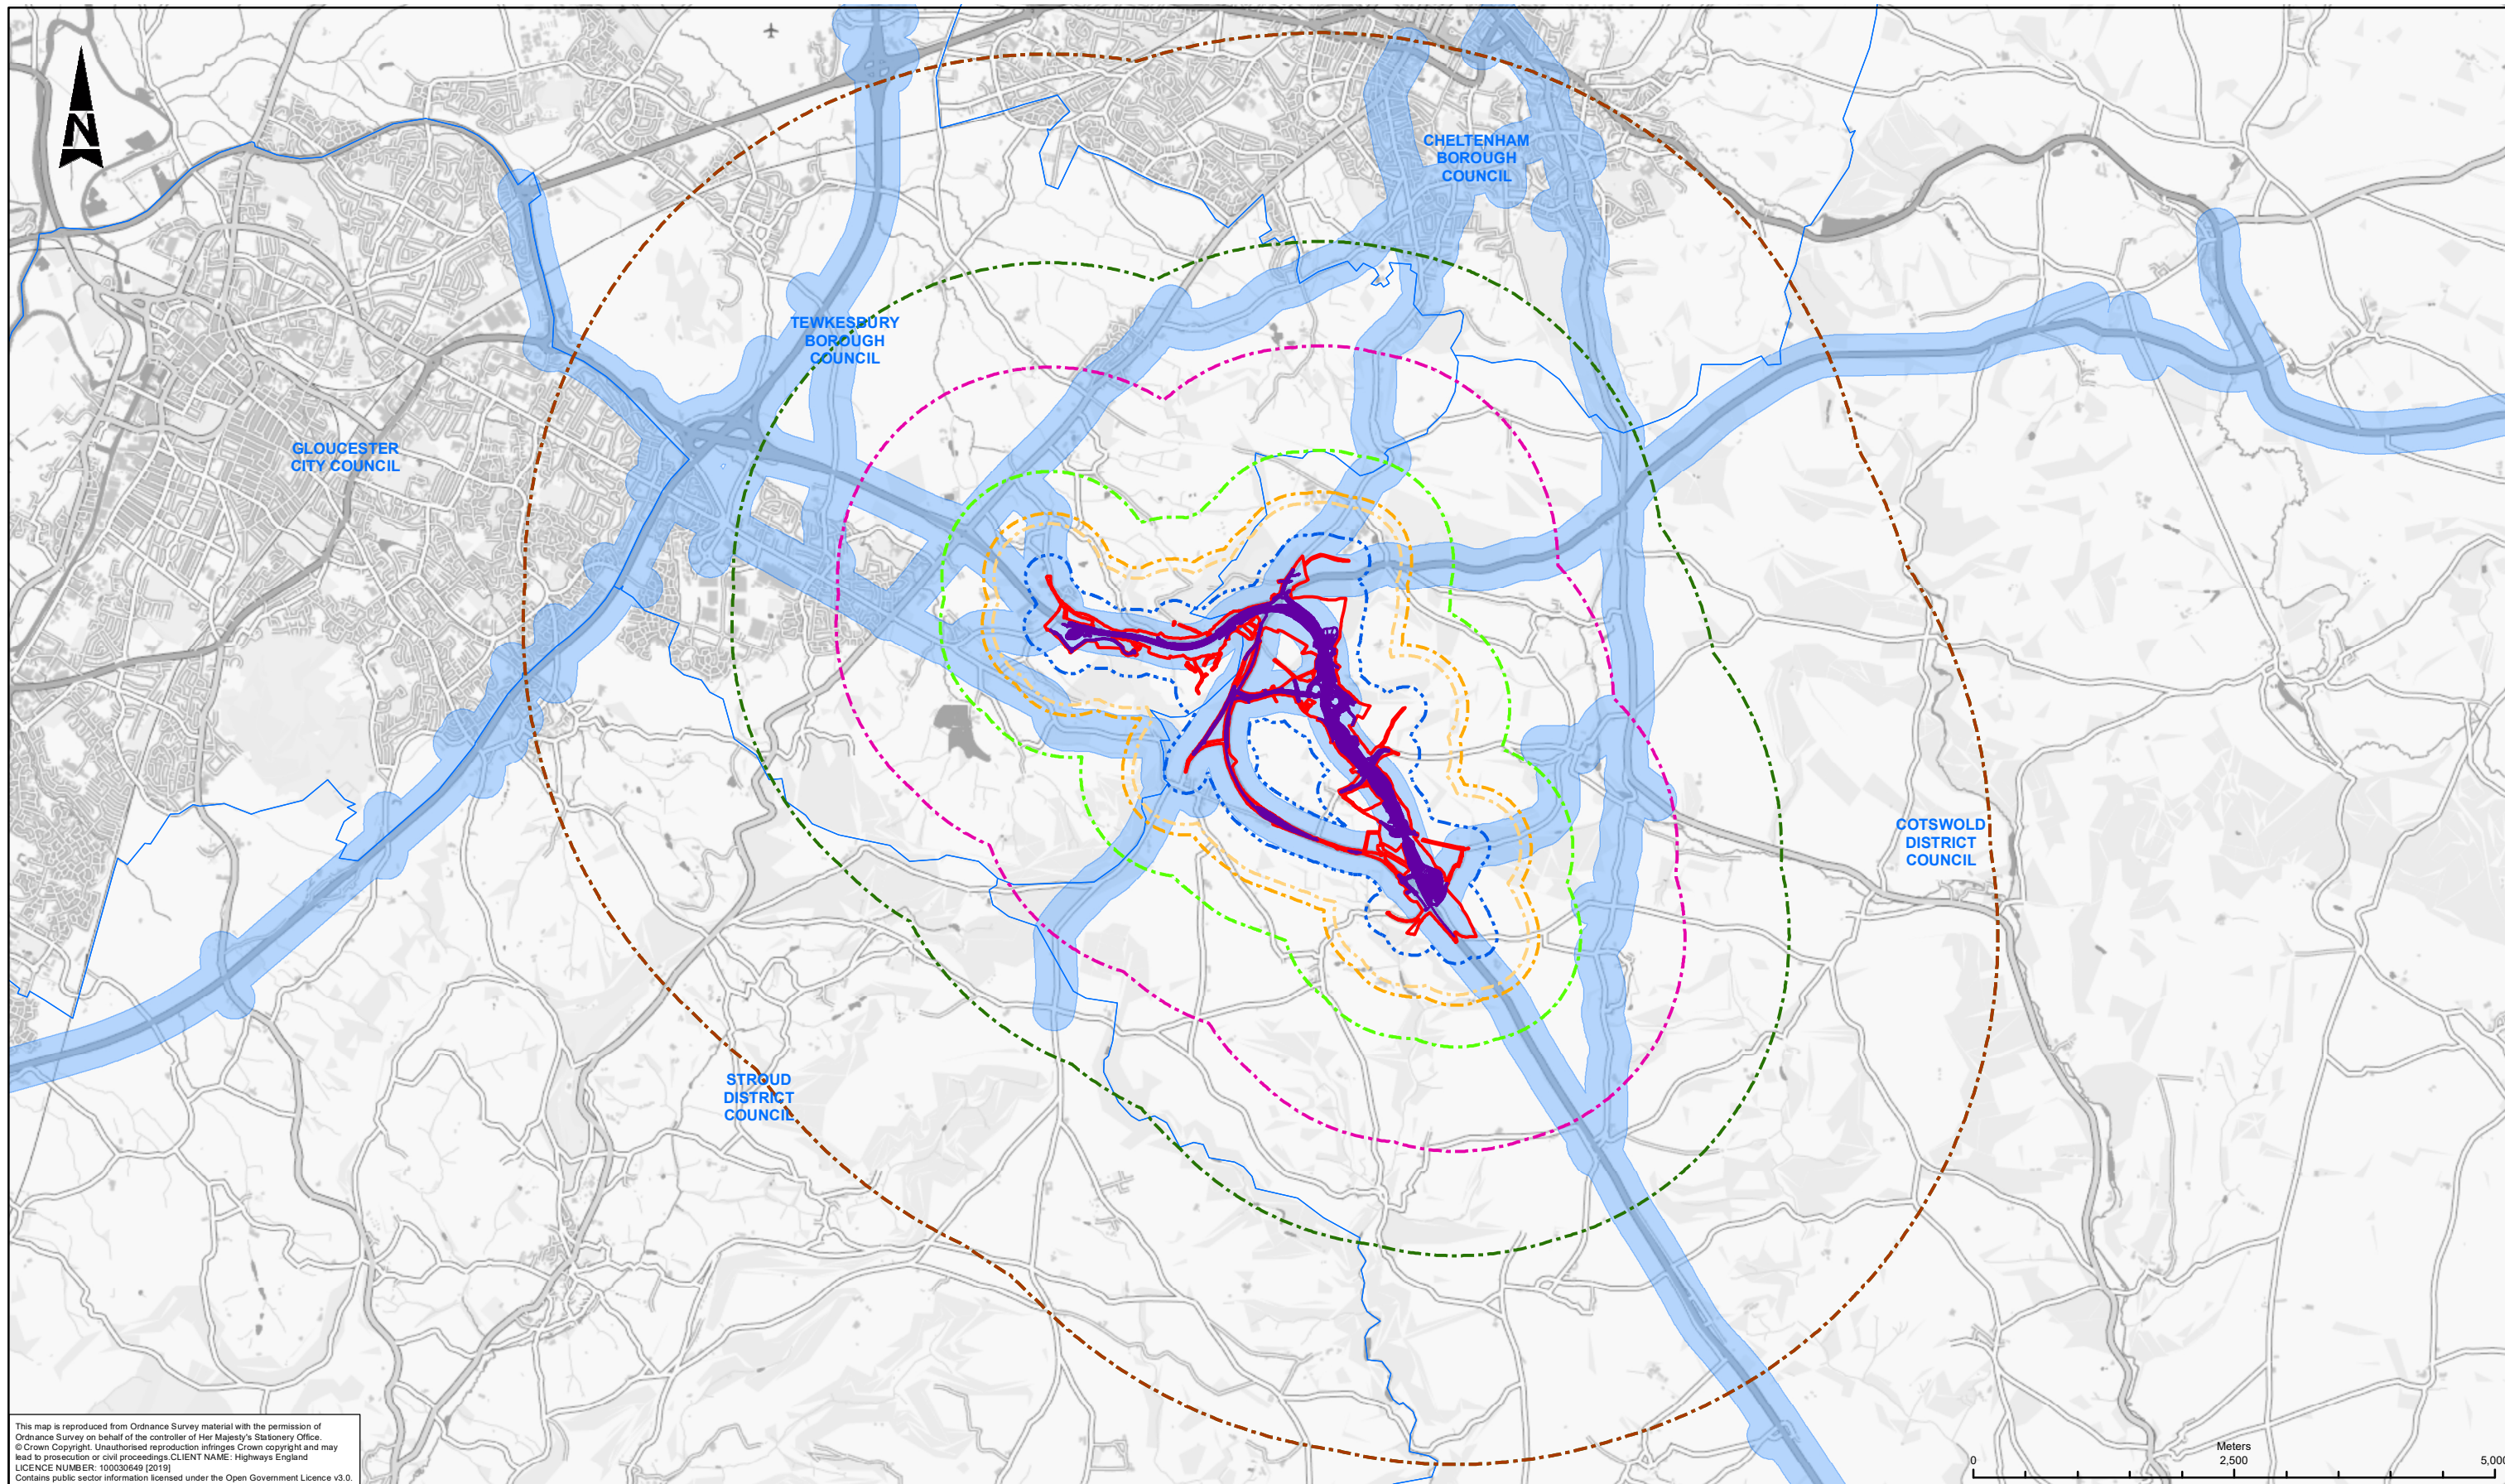 N
CHELTENHAM
BOROUGH
COUNCIL
TEWKESBURY
BOROUGH
COUNCIL
GLOUCESTER
CITY COUNCIL
COTSWOLD
DISTRICT
COUNCIL
STROUD
DISTRICT
COUNCIL
This map is reproduced from Ordnance Survey material with the permission of
Ordnance Survey on behalf of the controller of Her Majesty's Stationery Office.
© Crown Copyright. Unauthorised reproduction infringes Crown copyright and may
lead to prosecution or civil proceedings.CLIENT NAME: Highways England
LICENCE NUMBER: 100030649 [2019]
Contains public sector information licensed under the Open Government Licence v3.0.
Meters
0 2,500 5,000